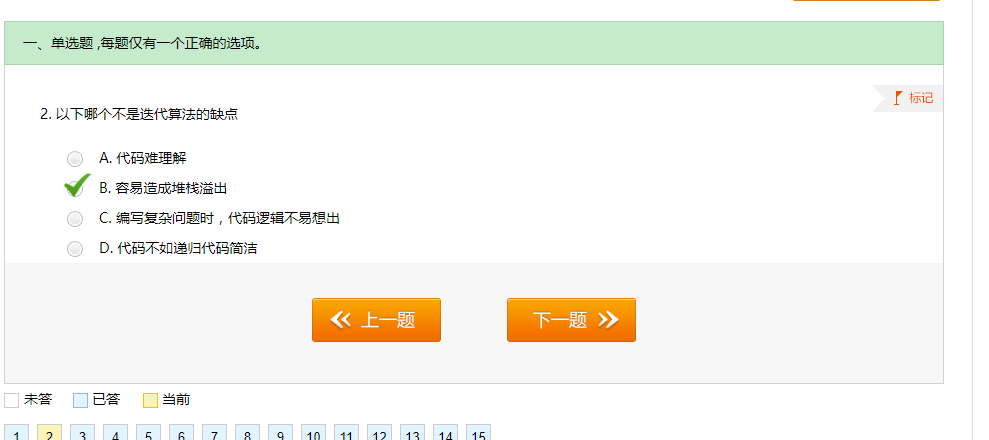 一、单选题 ,每题仅有一个正确的选项。
标记
2. 以下哪个不是迭代算法的缺点
A. 代码难理解
B. 容易造成堆栈溢出
C. 编写复杂问题时，代码逻辑不易想出
D. 代码不如递归代码简洁
上一题 下一题
未答 已答 当前
1 2 3 4 5 6 7 8 9 10 11 12 13 14 15